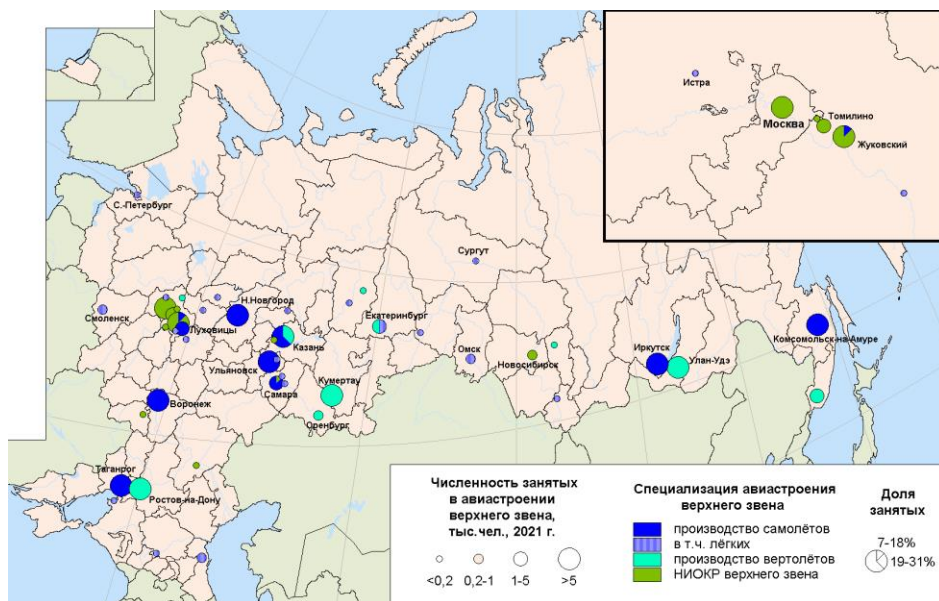 Истра
Москва
Томилино
Жуковский
С.-Петербург
Сургут
Смоленск
Н.Новгород
Екатеринбург
Луховицы
Казань
Омск
Новосибирск
Иркутск
Улан-Удэ
Комсомольск-на-Амуре
Ульяновск
Самара
Кумертау
Воронеж
Оренбург
Таганрог
Ростов-на-Дону
Численность занятых
в авиастроении
верхнего звена,
тыс.чел., 2021 г.
<0,2 0,2-1 1-5 >5
Специализация авиастроения
верхнего звена
производство самолётов
в т.ч. лёгких
производство вертолётов
НИОКР верхнего звена
Доля
занятых
7-18%
19-31%